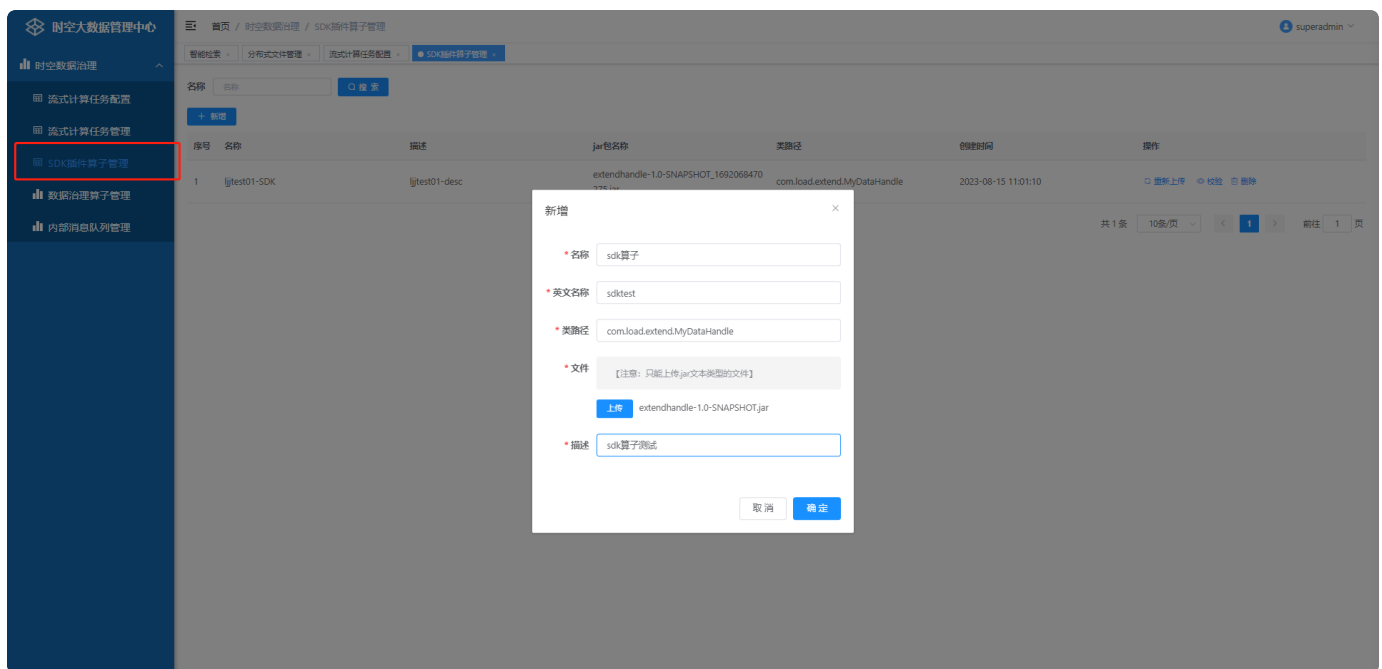 时空大数据管理中心
首页 / 时空数据治理 / SDK插件算子管理
superadmin
智能检索
分布式文件管理
流式计算任务配置
SDK插件算子管理
时空数据治理
流式计算任务配置
流式计算任务管理
SDK插件算子管理
数据治理算子管理
内部消息队列管理
名称 名称 搜 索
+ 新增
序号 名称 描述 jar包名称 类路径 创建时间 操作
1 ljjtest01-SDK ljjtest01-desc extendhandle-1.0-SNAPSHOT_1692068470
275.jar com.load.extend.MyDataHandle 2023-08-15 11:01:10 重新上传 校验 删除
共 1 条 10条/页 < 1 > 前往 1 页
新增 ×
* 名称 sdk算子
* 英文名称 sdktest
* 类路径 com.load.extend.MyDataHandle
* 文件 【注意：只能上传.jar文本类型的文件】
上传 extendhandle-1.0-SNAPSHOT.jar
* 描述 sdk算子测试
取 消 确 定